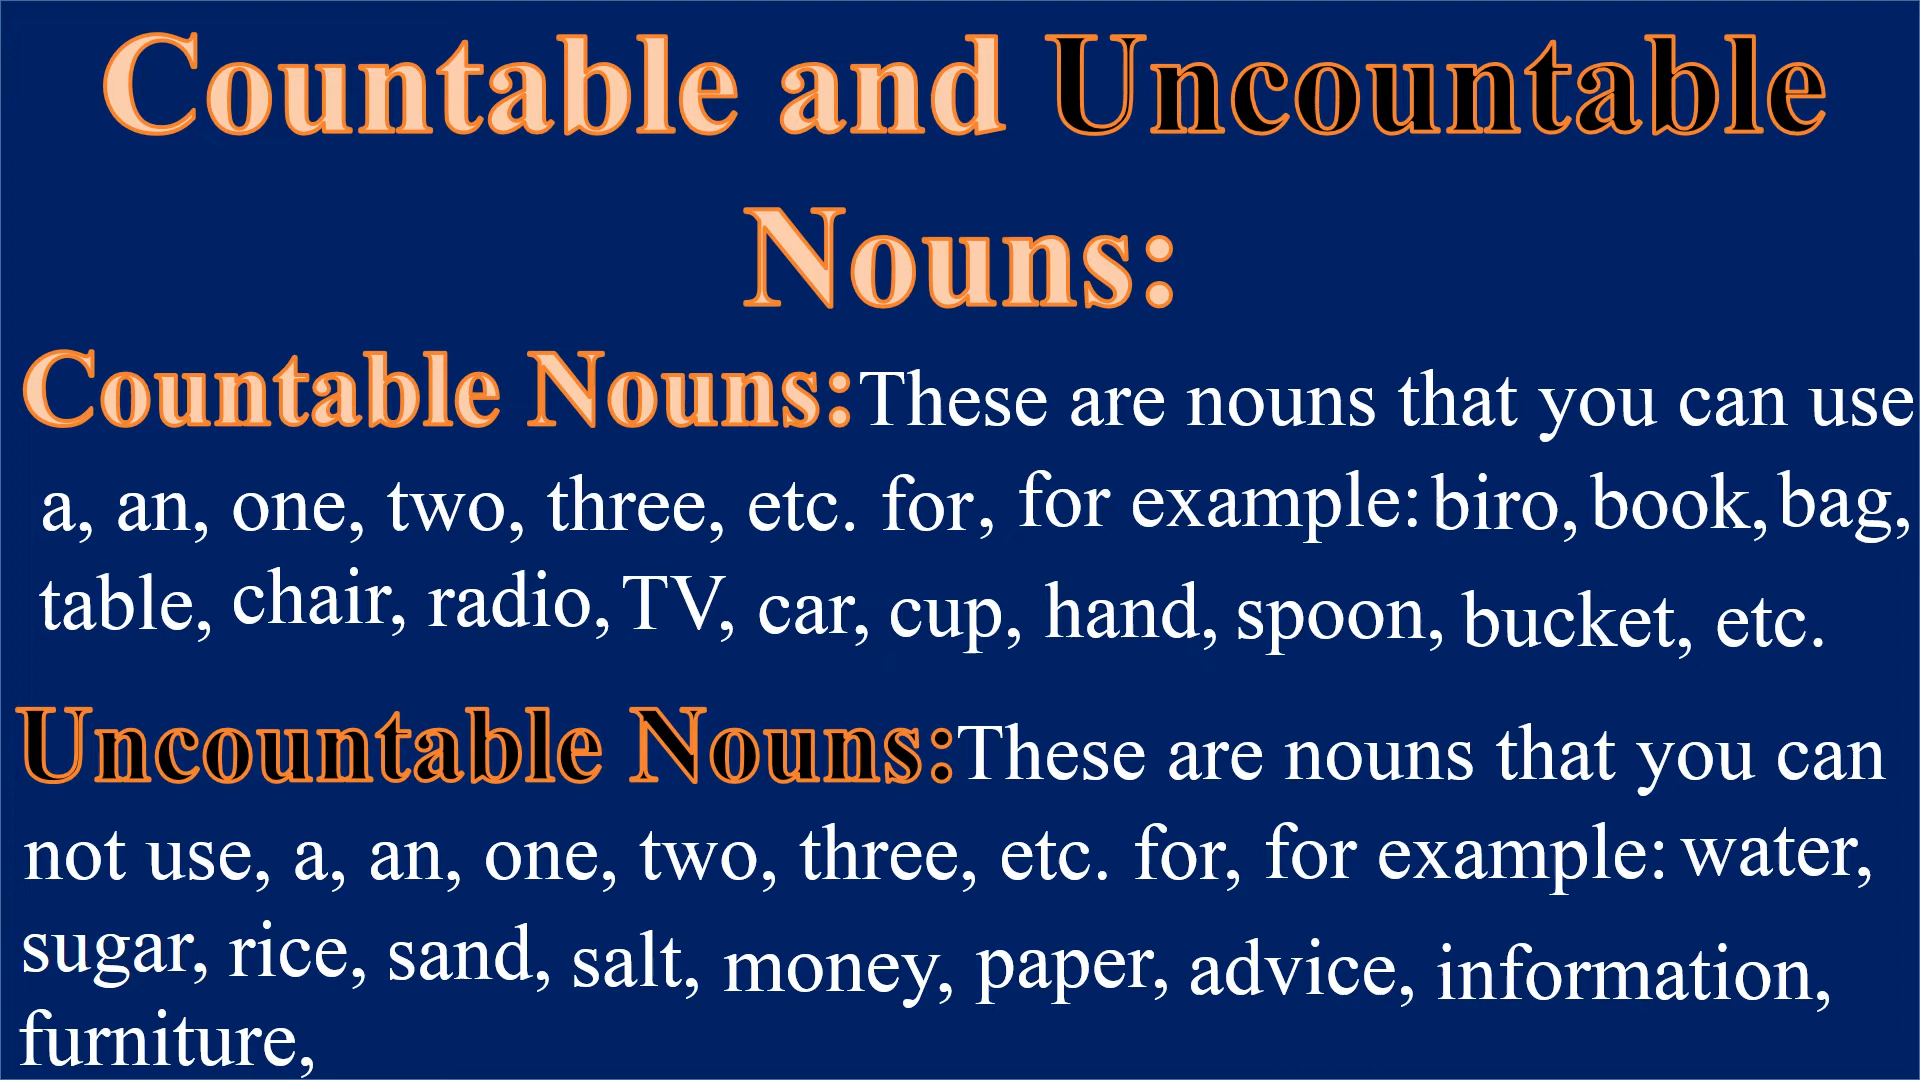 Countable and Uncountable
Nouns:
Countable Nouns:These are nouns that you can use
a, an, one, two, three, etc. for, for example: biro, book, bag,
table, chair, radio, TV, car, cup, hand, spoon, bucket, etc.
Uncountable Nouns:These are nouns that you can
not use, a, an, one, two, three, etc. for, for example: water,
sugar, rice, sand, salt, money, paper, advice, information,
furniture,